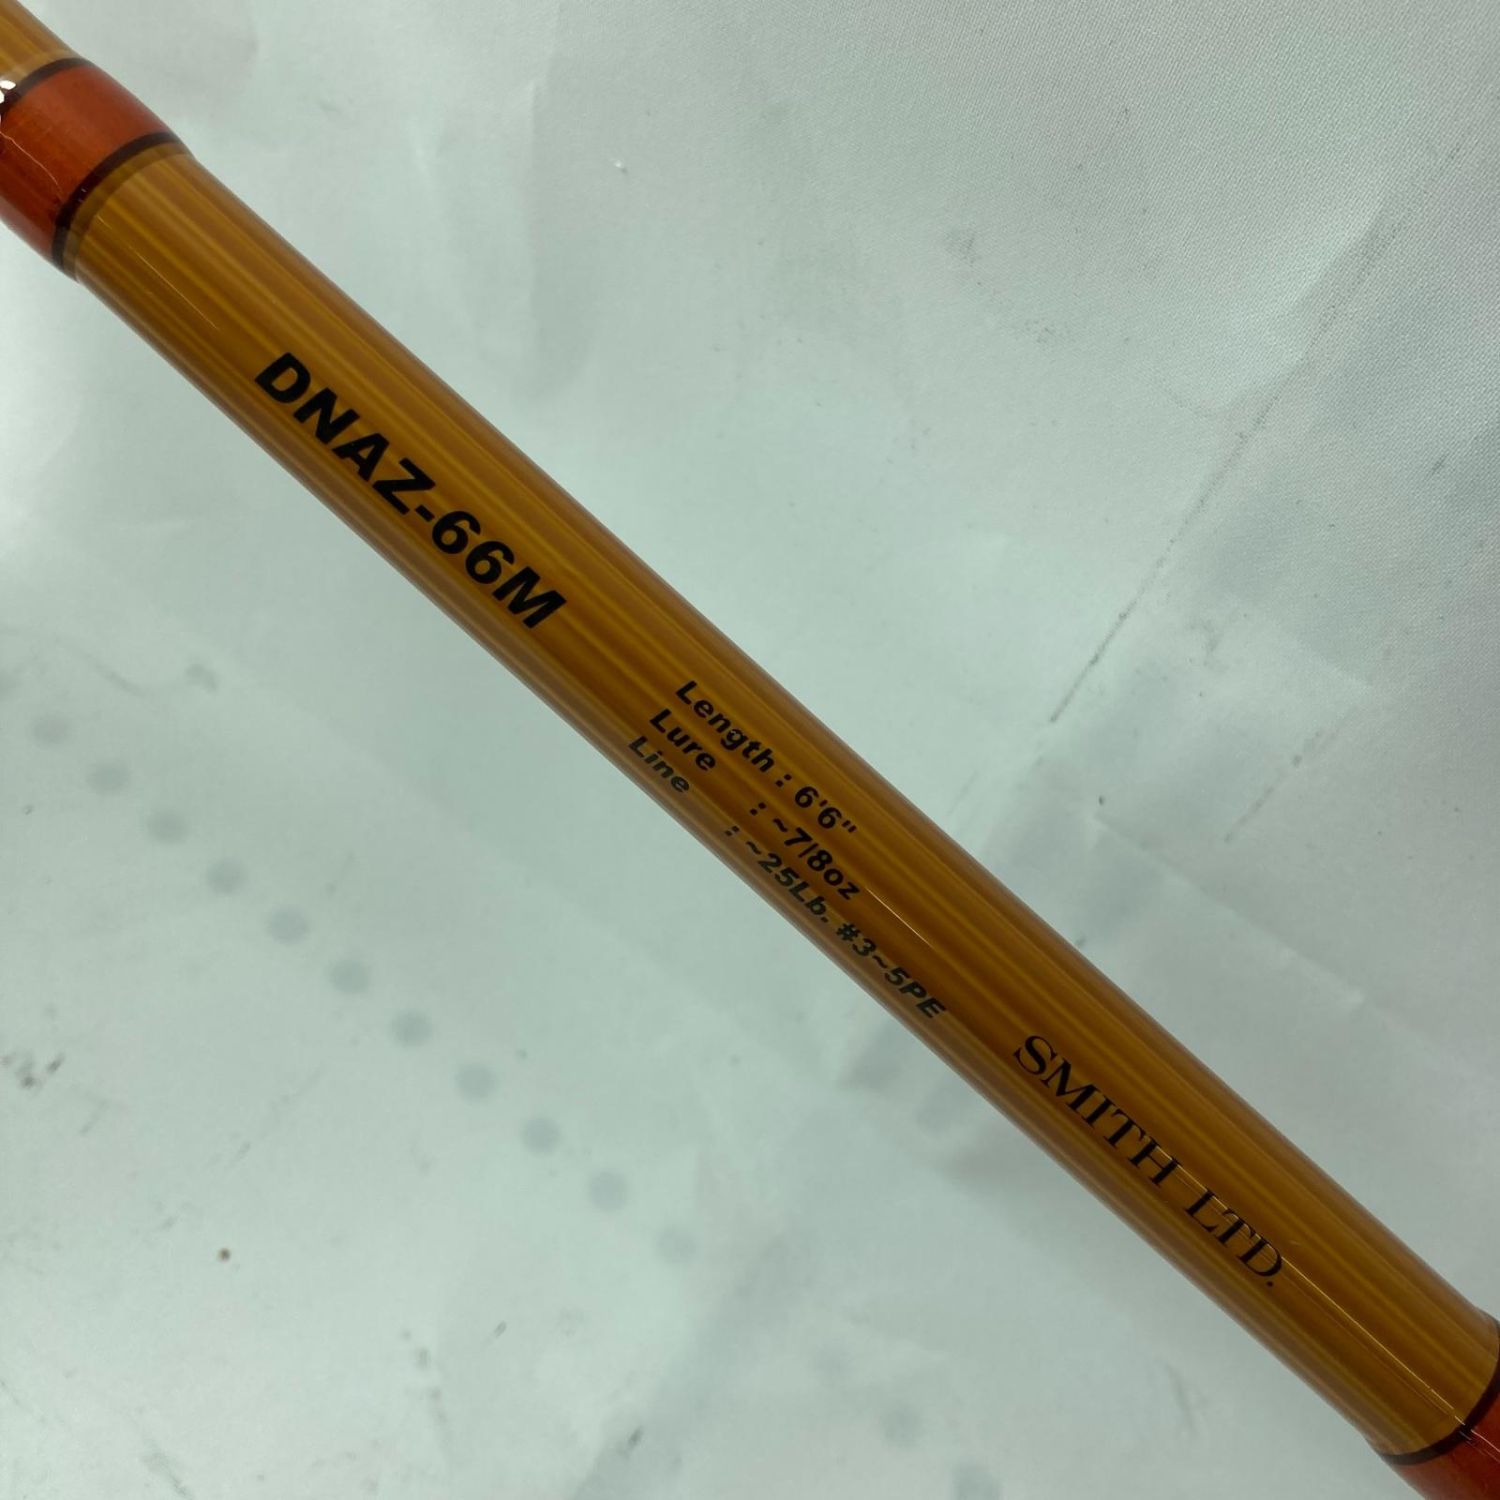 DNAZ-66M
Length : 6'6"
Lure : ~7/8oz
Line : ~25Lb. #3~5PE
SMITH LTD.